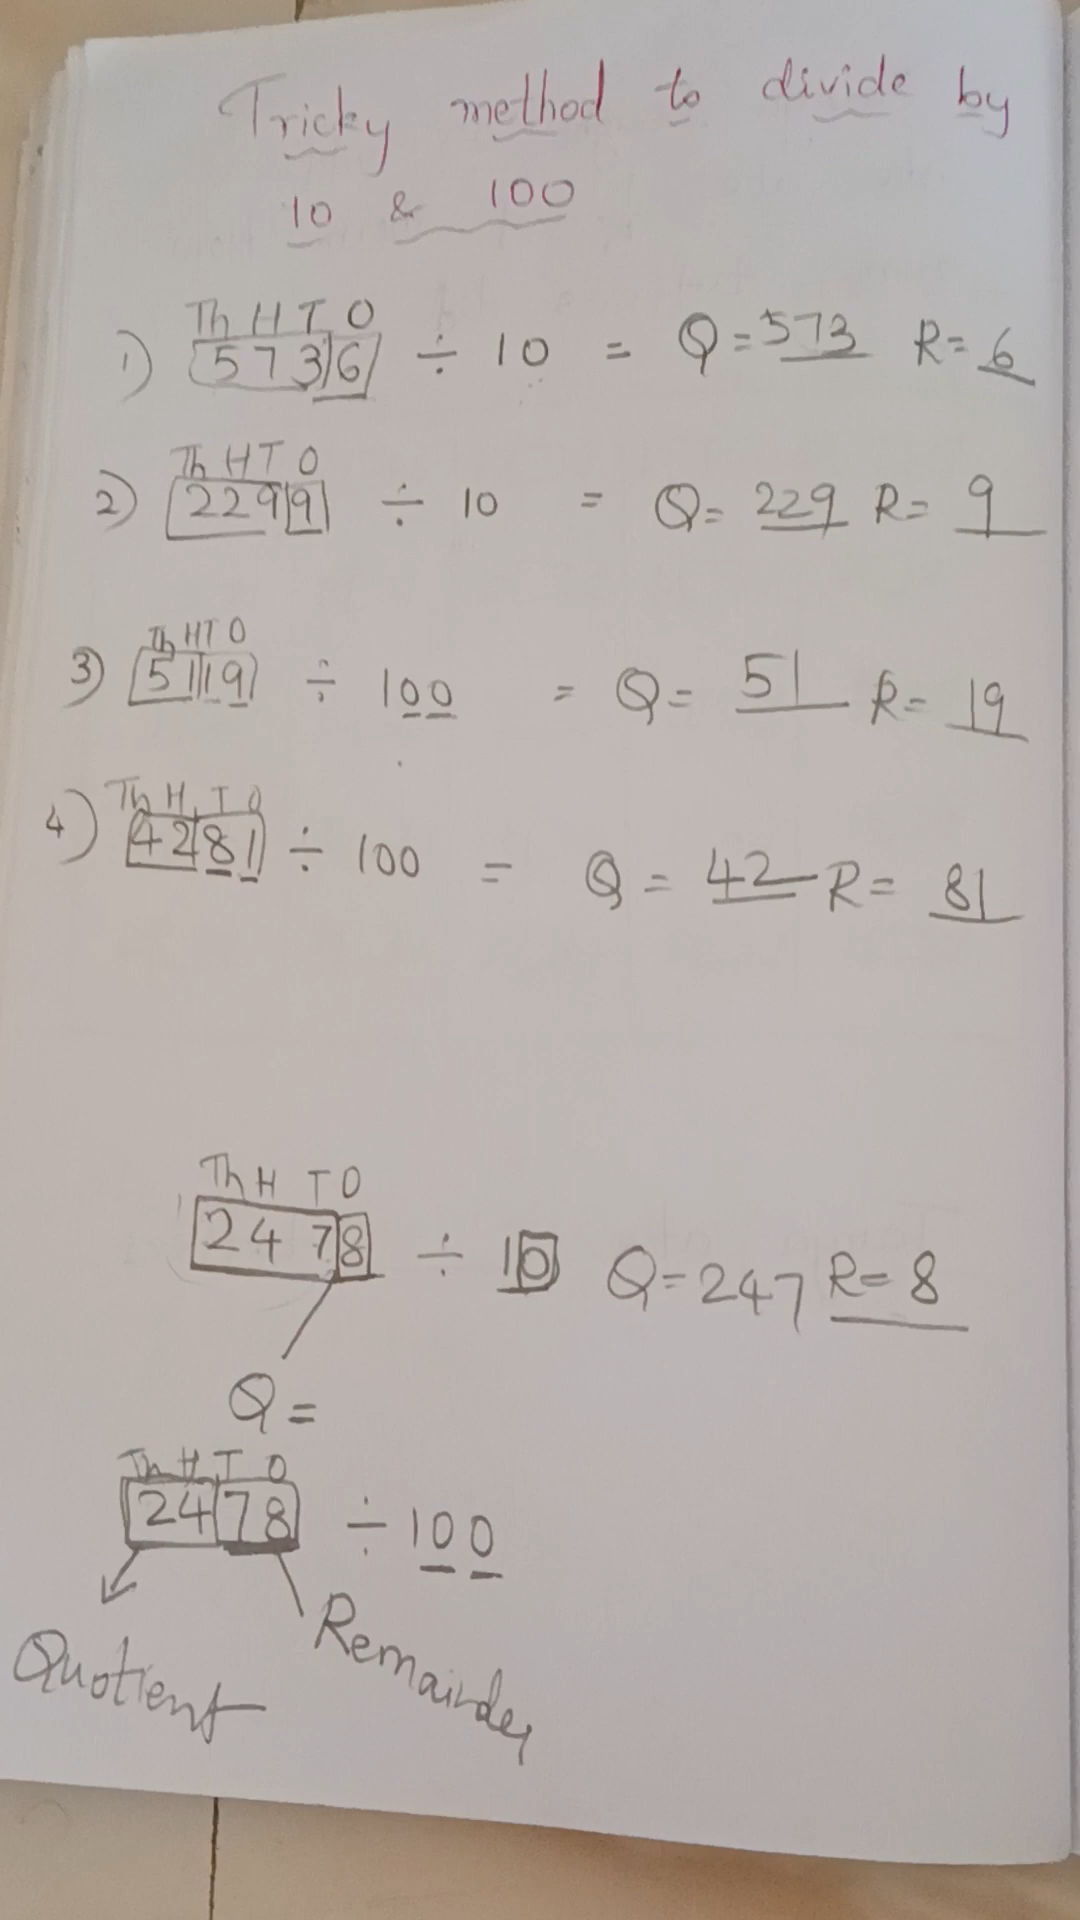 Tricky method to divide by
10 & 100
Th H T O
1) 5736 ÷ 10 = Q = 573 R = 6
Th H T O
2) 2299 ÷ 10 = Q = 229 R = 9
Th H T O
3) 5119 ÷ 100 = Q = 51 R = 19
Th H T O
4) 4281 ÷ 100 = Q = 42 R = 81
Th H T O
2478 ÷ 10 Q = 247 R = 8
Q =
Th H T O
2478 ÷ 100
Quotient Remainder